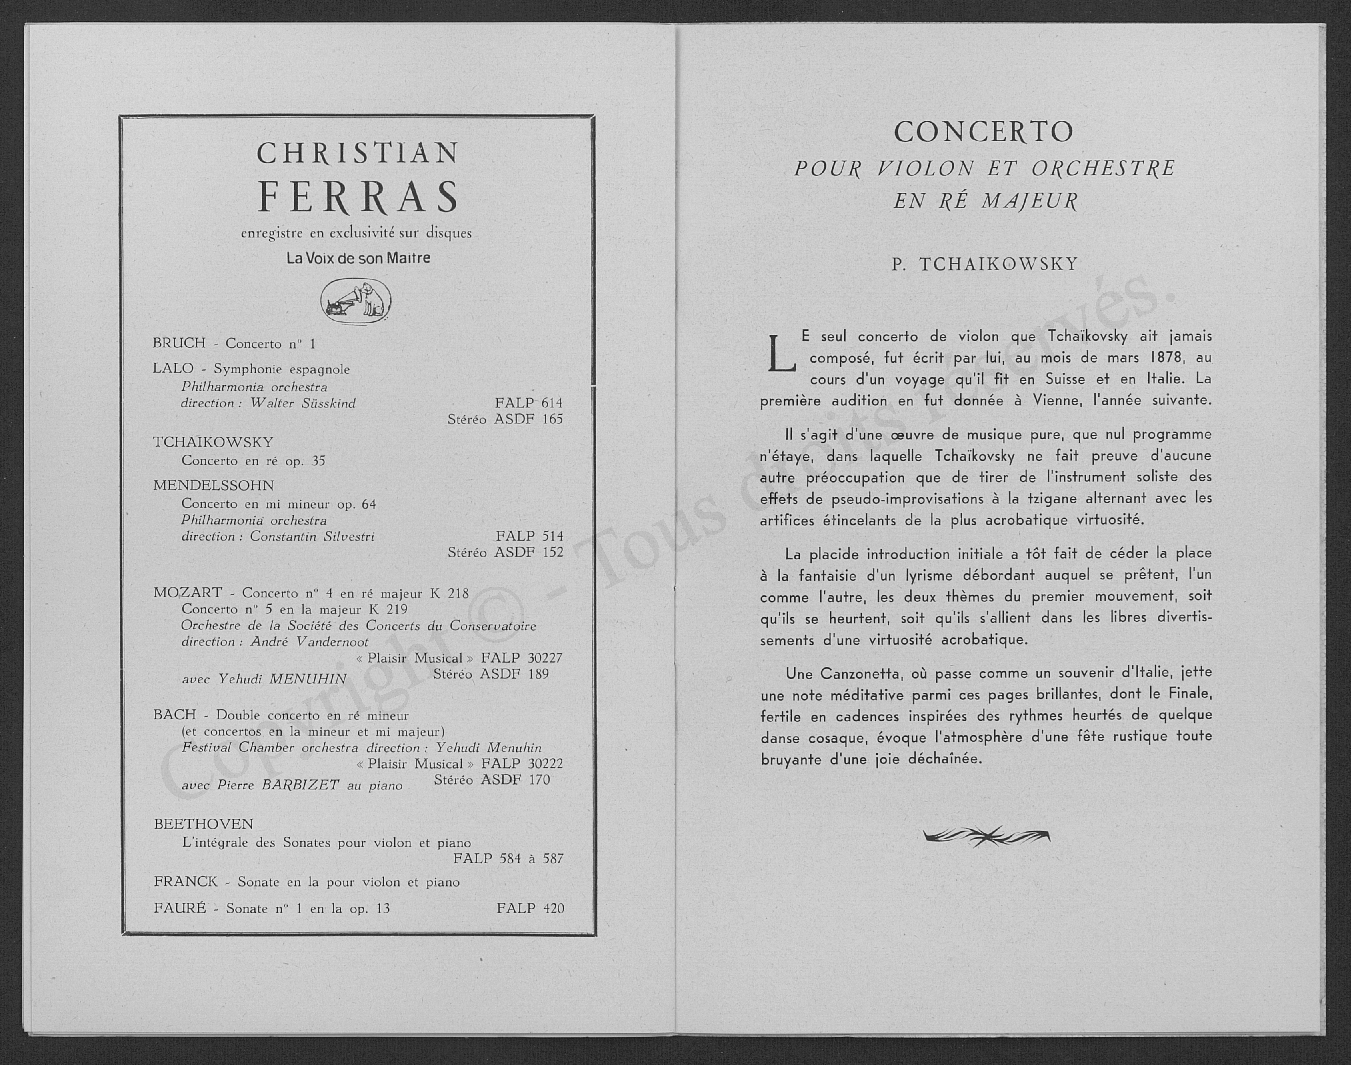 CHRISTIAN
FERRAS
enregistre en exclusivité sur disques
La Voix de son Maître
BRUCH - Concerto n° 1
LALO - Symphonie espagnole
Philharmonia orchestra
direction : Walter Süsskind FALP 614
Stéréo ASDF 165
TCHAIKOWSKY
Concerto en ré op. 35
MENDELSSOHN
Concerto en mi mineur op. 64
Philharmonia orchestra
direction : Constantin Silvestri FALP 514
Stéréo ASDF 152
MOZART - Concerto n° 4 en ré majeur K 218
Concerto n° 5 en la majeur K 219
Orchestre de la Société des Concerts du Conservatoire
direction : André Vandernoot
« Plaisir Musical » FALP 30227
avec Yehudi MENUHIN Stéréo ASDF 189
BACH - Double concerto en ré mineur
(et concertos en la mineur et mi majeur)
Festival Chamber orchestra direction : Yehudi Menuhin
« Plaisir Musical » FALP 30222
avec Pierre BARBIZET au piano Stéréo ASDF 170
BEETHOVEN
L'intégrale des Sonates pour violon et piano
FALP 584 à 587
FRANCK - Sonate en la pour violon et piano
FAURÉ - Sonate n° 1 en la op. 13 FALP 420
CONCERTO
POUR VIOLON ET ORCHESTRE
EN RÉ MAJEUR
P. TCHAIKOWSKY
LE seul concerto de violon que Tchaïkovsky ait jamais
composé, fut écrit par lui, au mois de mars 1878, au
cours d'un voyage qu'il fit en Suisse et en Italie. La
première audition en fut donnée à Vienne, l'année suivante.
Il s'agit d'une œuvre de musique pure, que nul programme
n'étaye, dans laquelle Tchaïkovsky ne fait preuve d'aucune
autre préoccupation que de tirer de l'instrument soliste des
effets de pseudo-improvisations à la tzigane alternant avec les
artifices étincelants de la plus acrobatique virtuosité.
La placide introduction initiale a tôt fait de céder la place
à la fantaisie d'un lyrisme débordant auquel se prêtent, l'un
comme l'autre, les deux thèmes du premier mouvement, soit
qu'ils se heurtent, soit qu'ils s'allient dans les libres divertis-
sements d'une virtuosité acrobatique.
Une Canzonetta, où passe comme un souvenir d'Italie, jette
une note méditative parmi ces pages brillantes, dont le Finale,
fertile en cadences inspirées des rythmes heurtés de quelque
danse cosaque, évoque l'atmosphère d'une fête rustique toute
bruyante d'une joie déchaînée.
Copyright © - Tous droits réservés.